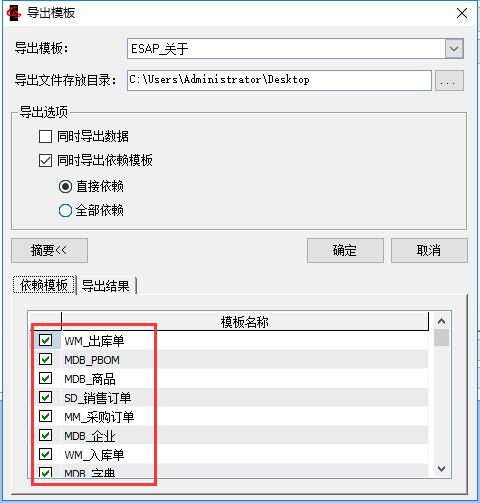 导出模板
导出模板:
ESAP_关于
导出文件存放目录:
C:\Users\Administrator\Desktop
...
导出选项
同时导出数据
同时导出依赖模板
直接依赖
全部依赖
摘要<<
确定
取消
依赖模板
导出结果
模板名称
WM_出库单
MDB_PBOM
MDB_商品
SD_销售订单
MM_采购订单
MDB_企业
WM_入库单
MDB_字典